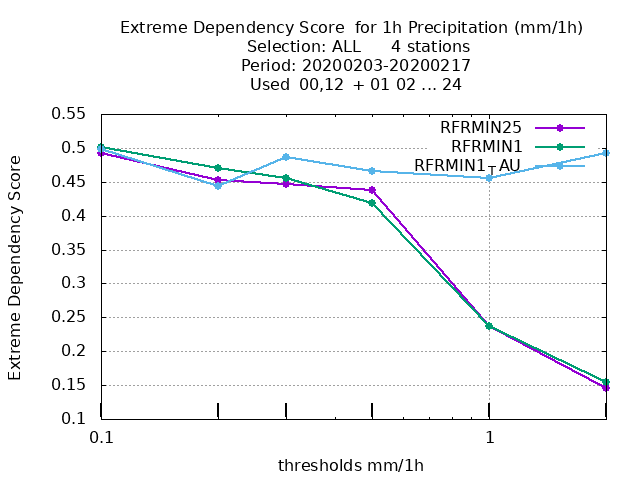 Extreme Dependency Score  for 1h Precipitation (mm/1h)
Selection: ALL      4 stations
Period: 20200203-20200217
Used  00,12  + 01 02 ... 24
0.55
0.5
0.45
0.4
0.35
0.3
0.25
0.2
0.15
0.1
Extreme Dependency Score
RFRMIN25
RFRMIN1
RFRMIN1_AU
0.1
1
thresholds mm/1h